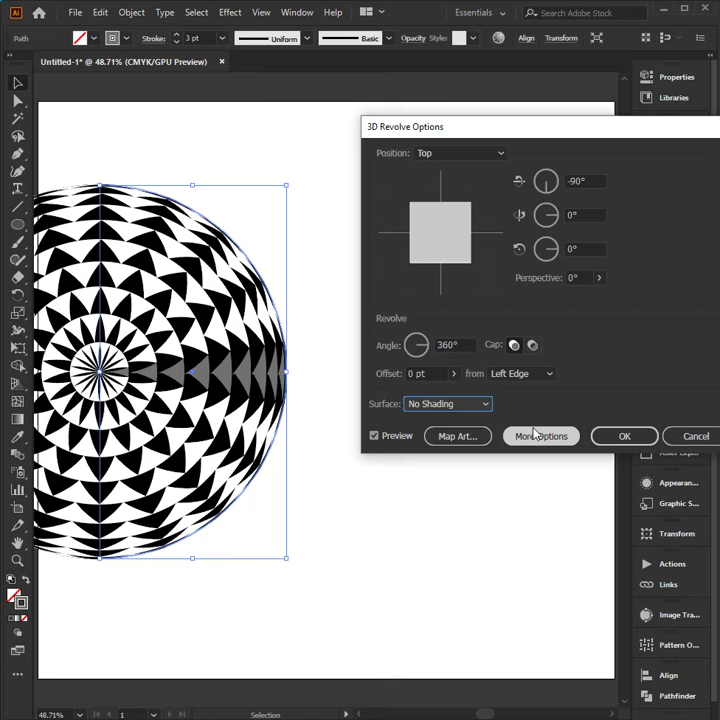 Ai File Edit Object Type Select Effect View Window Help Essentials Search Adobe Stock
Path Stroke: 3 pt Uniform Basic Opacity Style: Align Transform
Untitled-1* @ 48.71% (CMYK/GPU Preview) ×
Properties
Libraries
3D Revolve Options
Position: Top
-90°
0°
0°
Perspective: 0°
Revolve
Angle: 360° Cap:
Offset: 0 pt from Left Edge
Surface: No Shading
Preview Map Art... More Options OK Cancel
Appearan...
Graphic S...
Transform
Actions
Links
Image Tra...
Pattern O...
Align
Pathfinder
48.71% 1 Selection